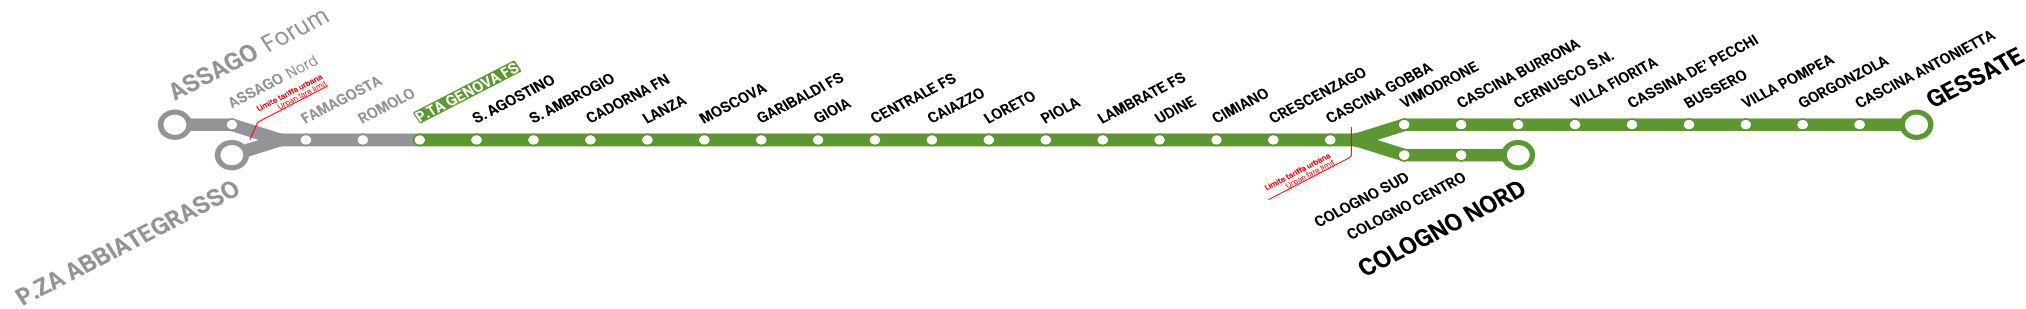 ASSAGO Forum
ASSAGO Nord
Limite tariffa urbana
Urban fare limit
FAMAGOSTA
ROMOLO
P.TA GENOVA FS
S. AGOSTINO
S. AMBROGIO
CADORNA FN
LANZA
MOSCOVA
GARIBALDI FS
GIOIA
CENTRALE FS
CAIAZZO
LORETO
PIOLA
LAMBRATE FS
UDINE
CIMIANO
CRESCENZAGO
CASCINA GOBBA
VIMODRONE
CASCINA BURRONA
CERNUSCO S.N.
VILLA FIORITA
CASSINA DE' PECCHI
BUSSERO
VILLA POMPEA
GORGONZOLA
CASCINA ANTONIETTA
GESSATE
P.ZA ABBIATEGRASSO
Limite tariffa urbana
Urban fare limit
COLOGNO SUD
COLOGNO CENTRO
COLOGNO NORD